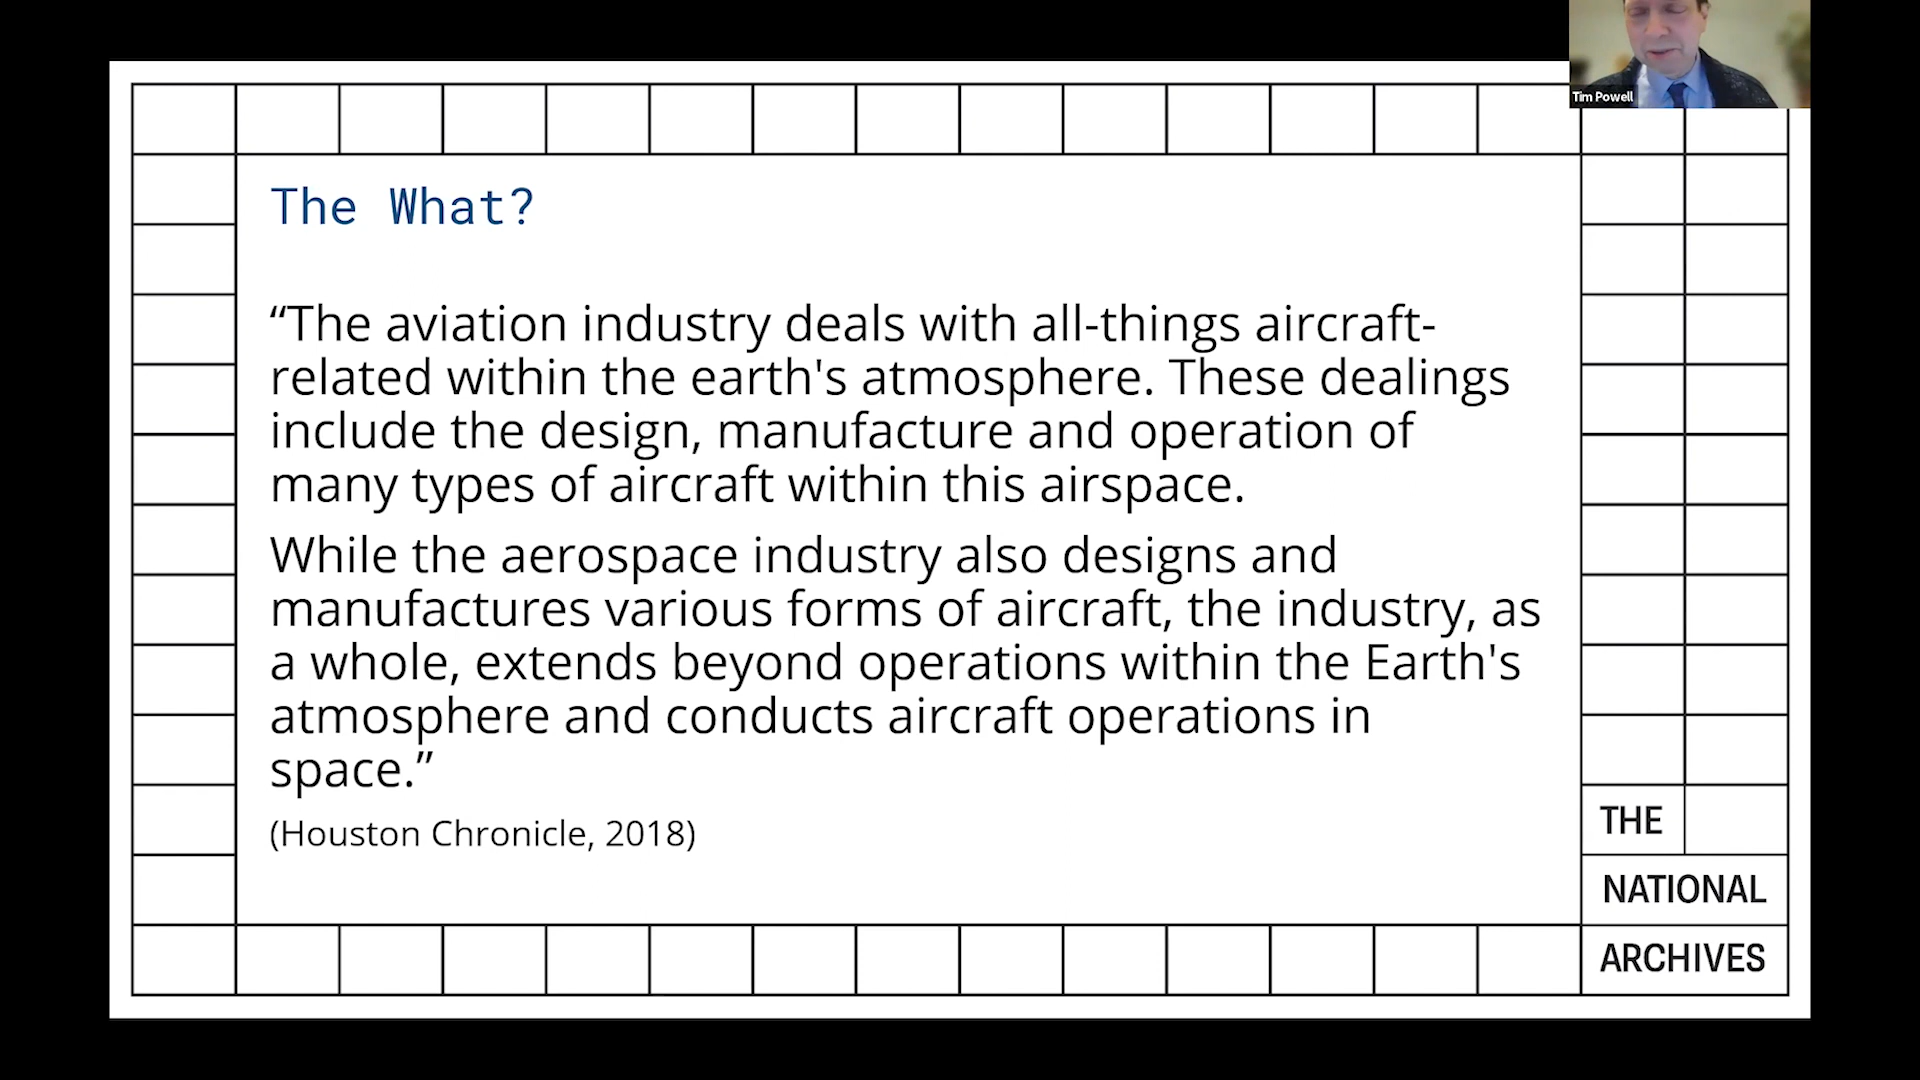 Tim Powell
The What?
“The aviation industry deals with all-things aircraft-
related within the earth's atmosphere. These dealings
include the design, manufacture and operation of
many types of aircraft within this airspace.
While the aerospace industry also designs and
manufactures various forms of aircraft, the industry, as
a whole, extends beyond operations within the Earth's
atmosphere and conducts aircraft operations in
space.”
(Houston Chronicle, 2018)
THE
NATIONAL
ARCHIVES